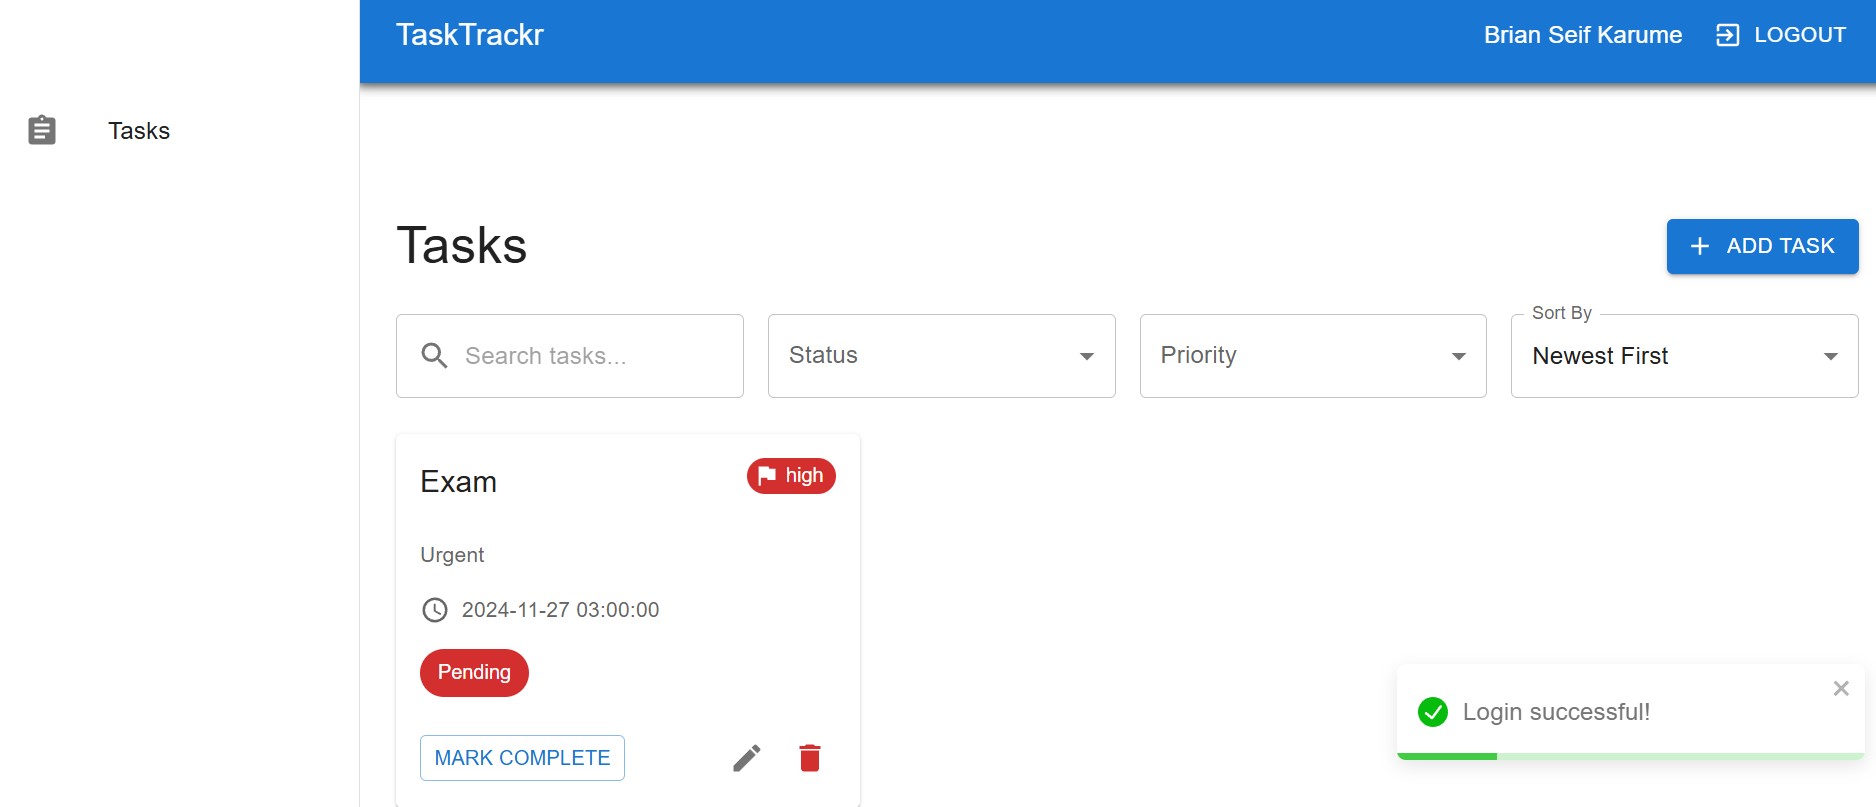 TaskTrackr
Brian Seif Karume
LOGOUT
Tasks
Tasks
ADD TASK
Search tasks...
Status
Priority
Sort By
Newest First
Exam
high
Urgent
2024-11-27 03:00:00
Pending
MARK COMPLETE
Login successful!